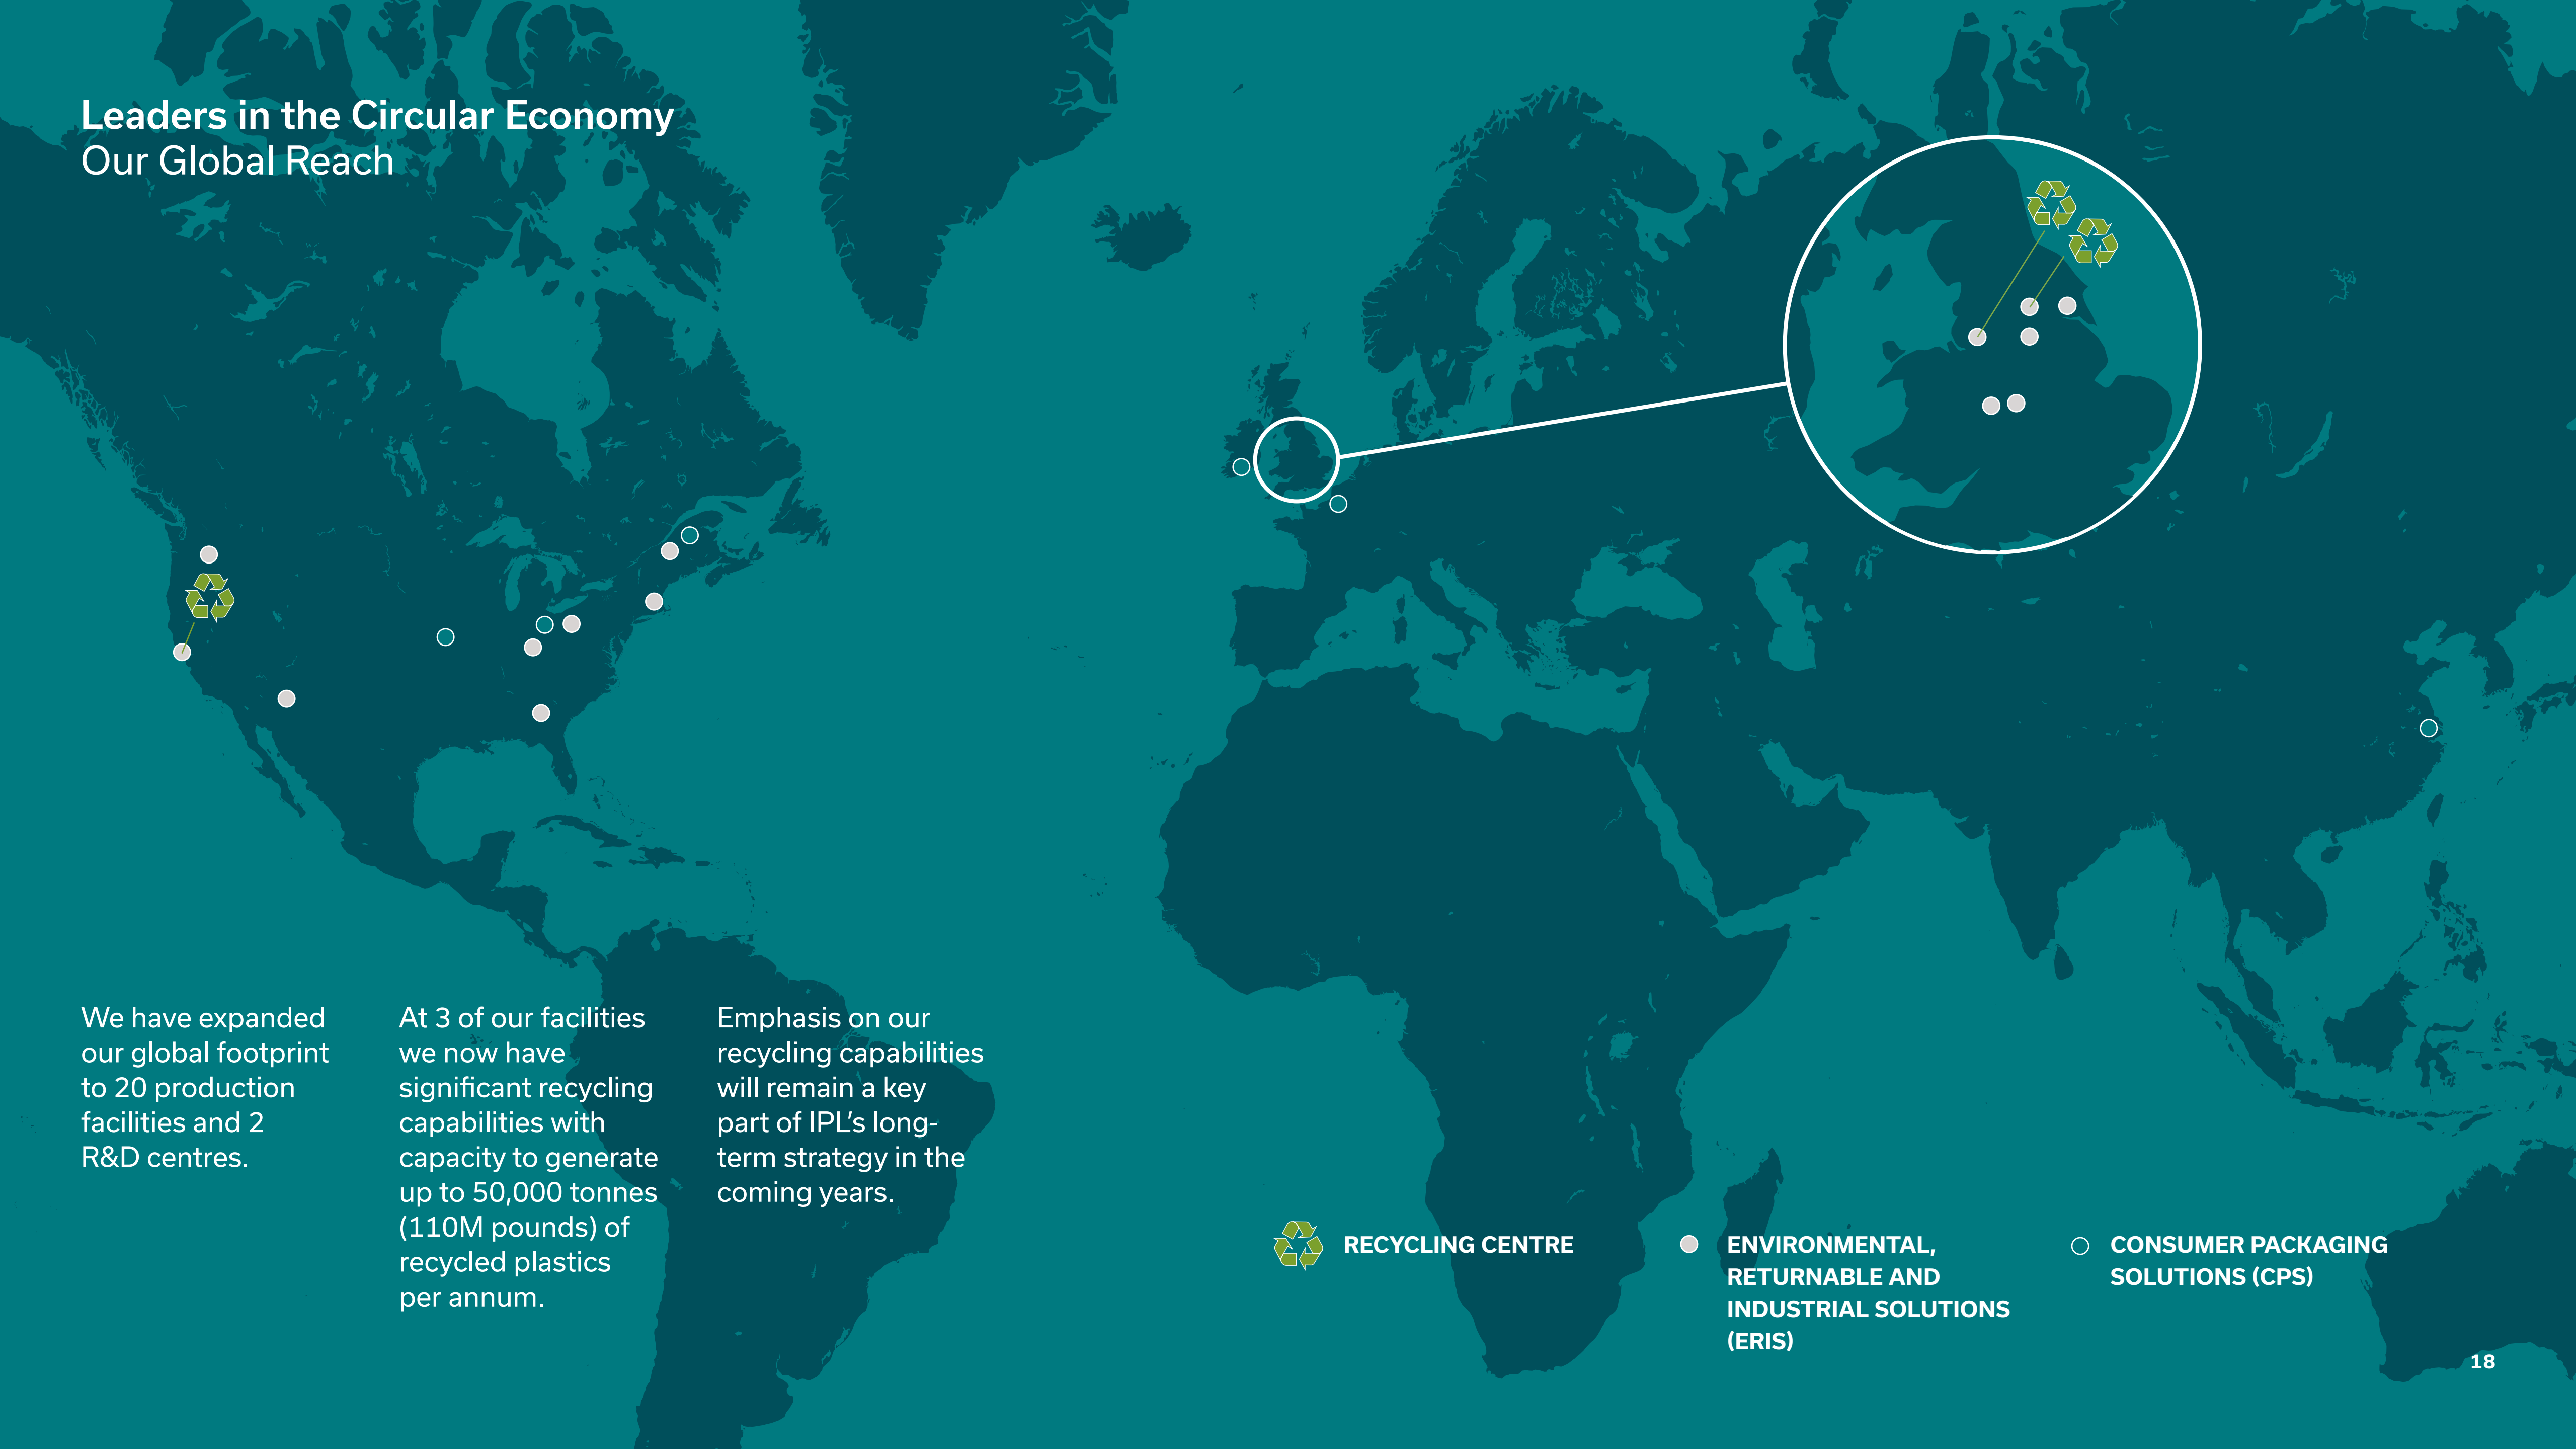 Leaders in the Circular Economy
Our Global Reach
We have expanded
our global footprint
to 20 production
facilities and 2
R&D centres.
At 3 of our facilities
we now have
significant recycling
capabilities with
capacity to generate
up to 50,000 tonnes
(110M pounds) of
recycled plastics
per annum.
Emphasis on our
recycling capabilities
will remain a key
part of IPL’s long-
term strategy in the
coming years.
RECYCLING CENTRE
ENVIRONMENTAL,
RETURNABLE AND
INDUSTRIAL SOLUTIONS
(ERIS)
CONSUMER PACKAGING
SOLUTIONS (CPS)
18